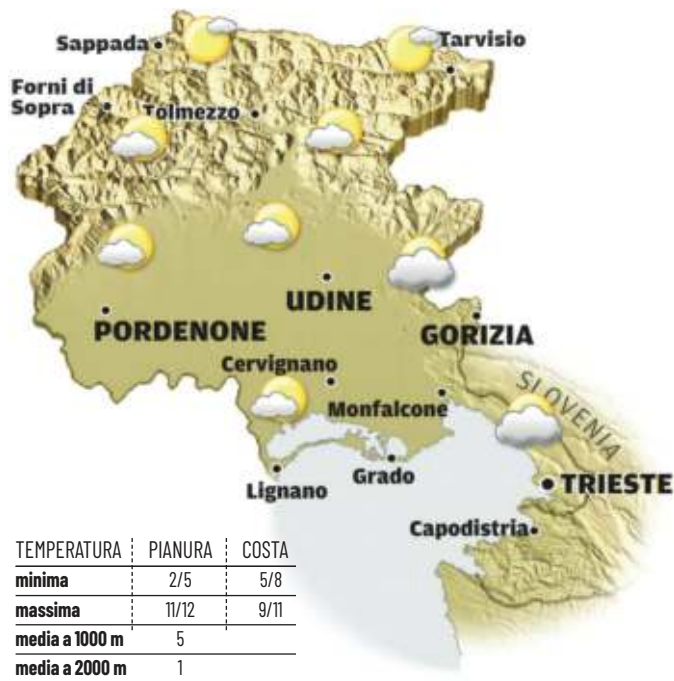 Sappada
Tarvisio
Forni di
Sopra
Tolmezzo
UDINE
PORDENONE
GORIZIA
Cervignano
SLOVENIA
Monfalcone
Grado
Lignano
TRIESTE
Capodistria
TEMPERATURA PIANURA COSTA
minima 2/5 5/8
massima 11/12 9/11
media a 1000 m 5
media a 2000 m 1